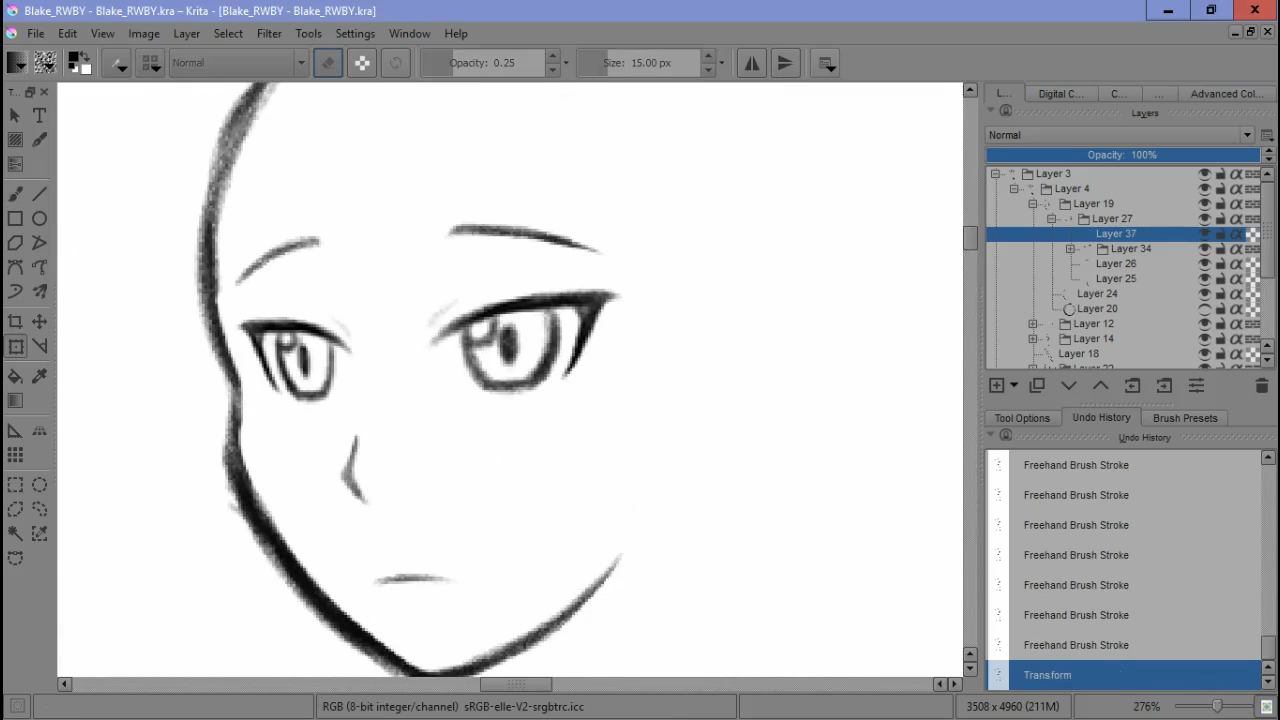 Blake_RWBY - Blake_RWBY.kra – Krita - [Blake_RWBY - Blake_RWBY.kra]
File Edit View Image Layer Select Filter Tools Settings Window Help
Normal Opacity: 0.25 Size: 15.00 px
T... L... Digital C... C... ... Advanced Col...
Layers
Normal
Opacity: 100%
Layer 3
Layer 4
Layer 19
Layer 27
Layer 37
Layer 34
Layer 26
Layer 25
Layer 24
Layer 20
Layer 12
Layer 14
Layer 18
Tool Options Undo History Brush Presets
Undo History
Freehand Brush Stroke
Freehand Brush Stroke
Freehand Brush Stroke
Freehand Brush Stroke
Freehand Brush Stroke
Freehand Brush Stroke
Freehand Brush Stroke
Transform
RGB (8-bit integer/channel) sRGB-elle-V2-srgbtrc.icc 3508 x 4960 (211M) 276%